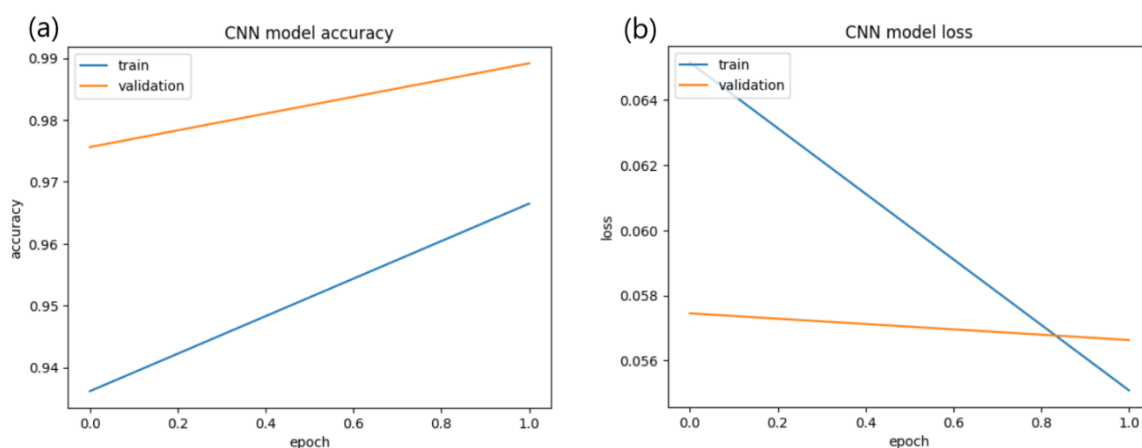 (a)
CNN model accuracy
0.99
0.98
0.97
0.96
0.95
0.94
accuracy
train
validation
0.0 0.2 0.4 0.6 0.8 1.0
epoch
(b)
CNN model loss
0.064
0.062
0.060
0.058
0.056
loss
train
validation
0.0 0.2 0.4 0.6 0.8 1.0
epoch